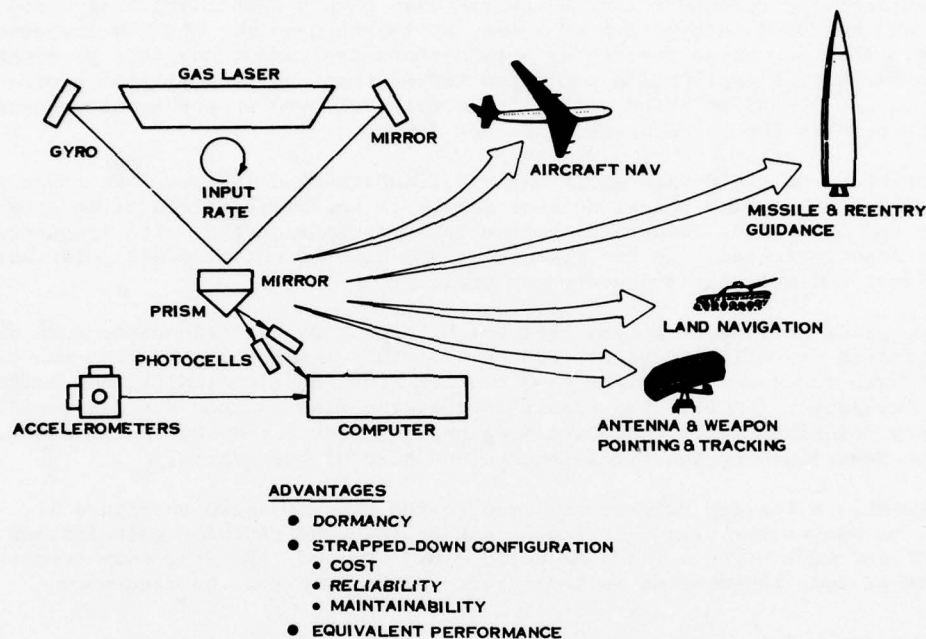 GAS LASER
GYRO
MIRROR
INPUT
RATE
AIRCRAFT NAV
MISSILE & REENTRY
GUIDANCE
MIRROR
PRISM
PHOTOCELLS
LAND NAVIGATION
ACCELEROMETERS
COMPUTER
ANTENNA & WEAPON
POINTING & TRACKING
ADVANTAGES
● DORMANCY
● STRAPPED-DOWN CONFIGURATION
• COST
• RELIABILITY
• MAINTAINABILITY
● EQUIVALENT PERFORMANCE